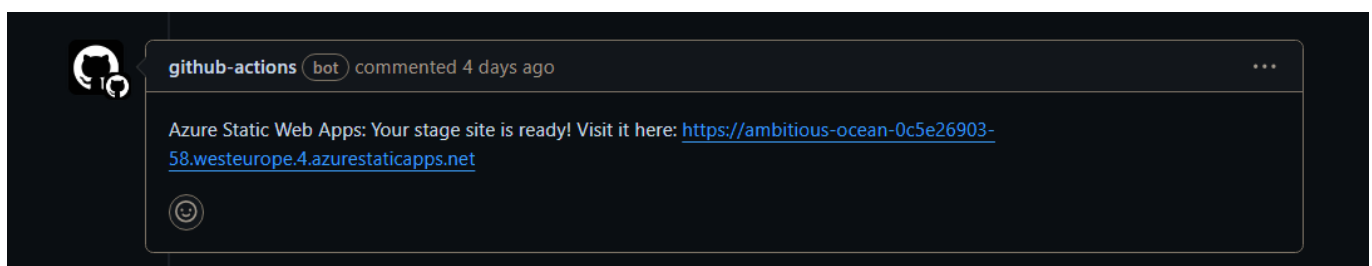 github-actions bot commented 4 days ago
Azure Static Web Apps: Your stage site is ready! Visit it here: https://ambitious-ocean-0c5e26903-
58.westeurope.4.azurestaticapps.net